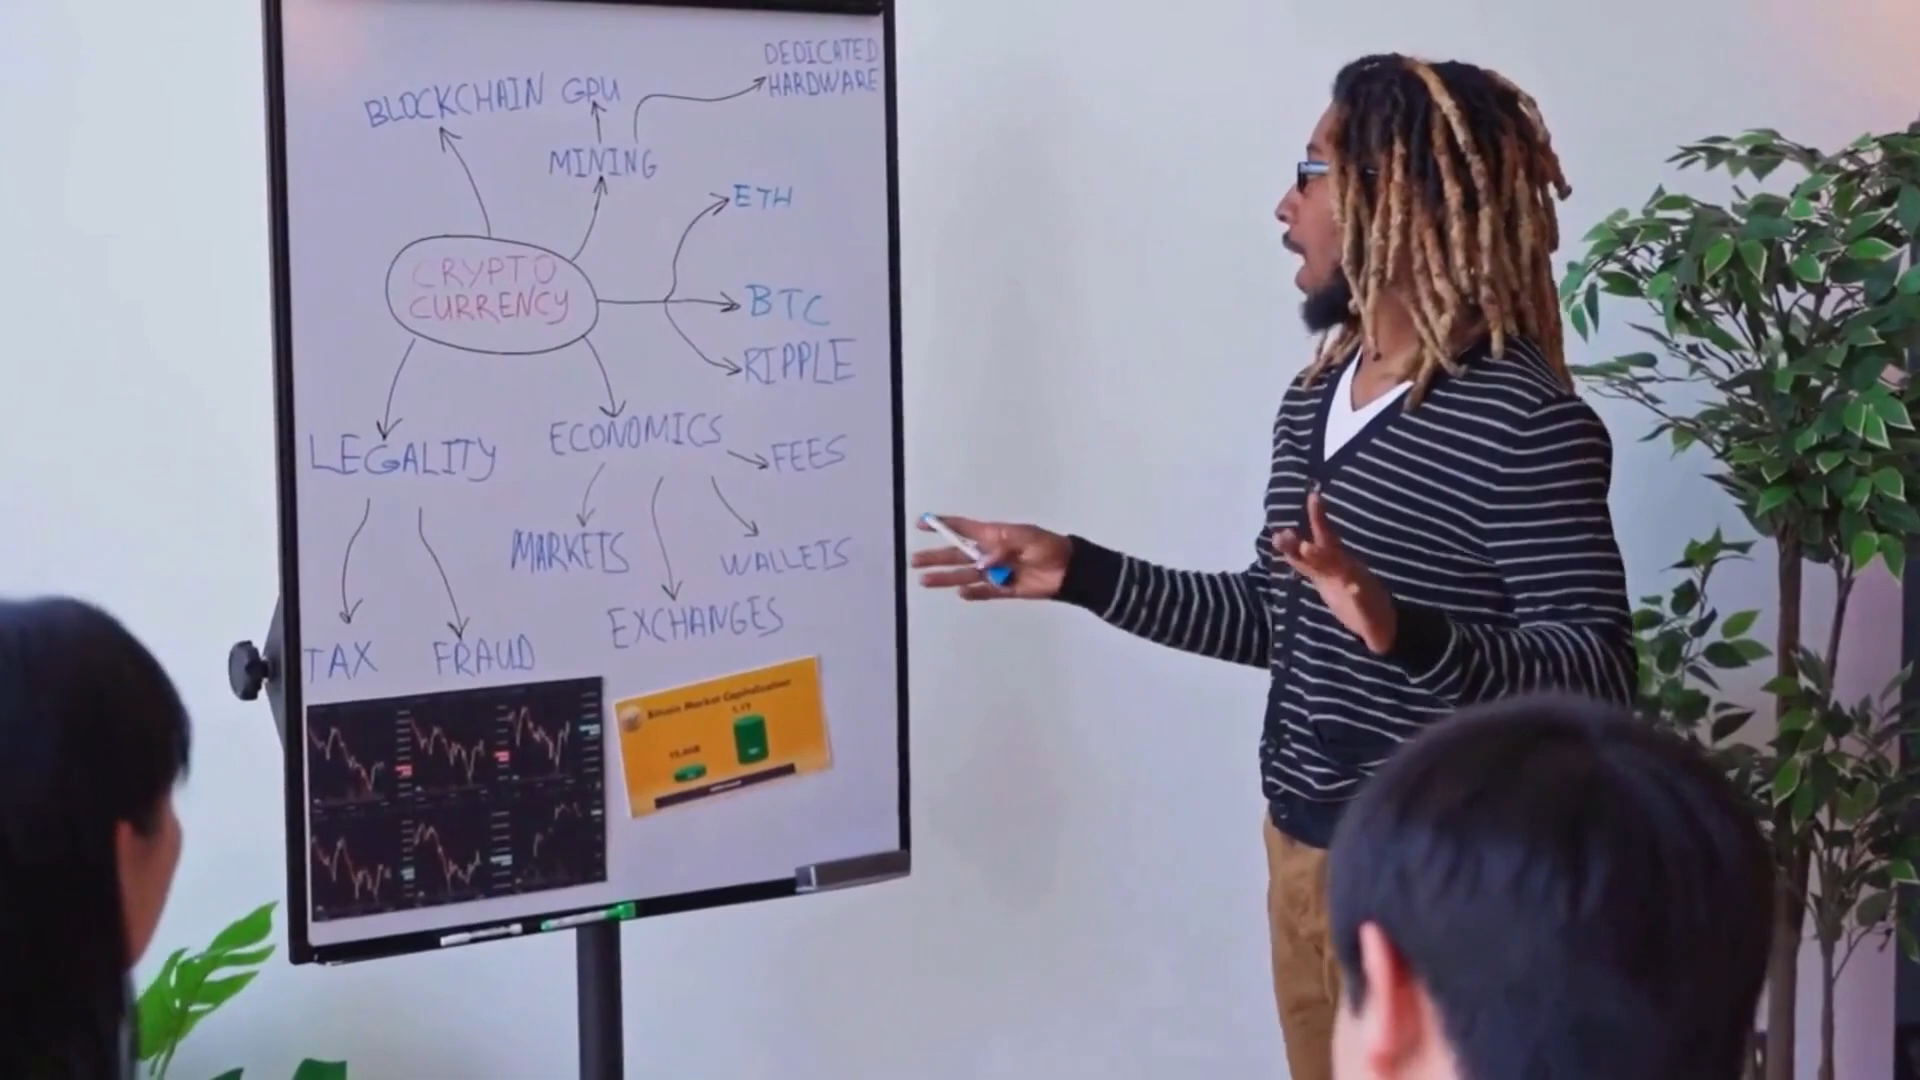 DEDICATED
HARDWARE
BLOCKCHAIN
GPU
MINING
ETH
CRYPTO
CURRENCY
BTC
RIPPLE
LEGALITY
ECONOMICS
FEES
MARKETS
WALLETS
EXCHANGES
TAX
FRAUD
Bitcoin Market Capitalization